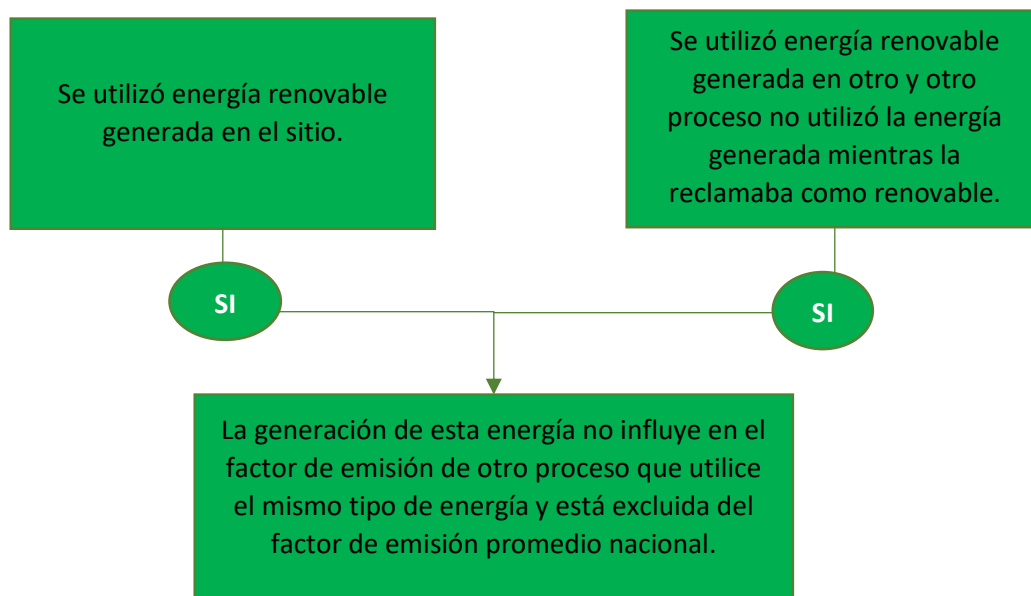 Se utilizó energía renovable
generada en el sitio.
Se utilizó energía renovable
generada en otro y otro
proceso no utilizó la energía
generada mientras la
reclamaba como renovable.
SI
SI
La generación de esta energía no influye en el
factor de emisión de otro proceso que utilice
el mismo tipo de energía y está excluida del
factor de emisión promedio nacional.